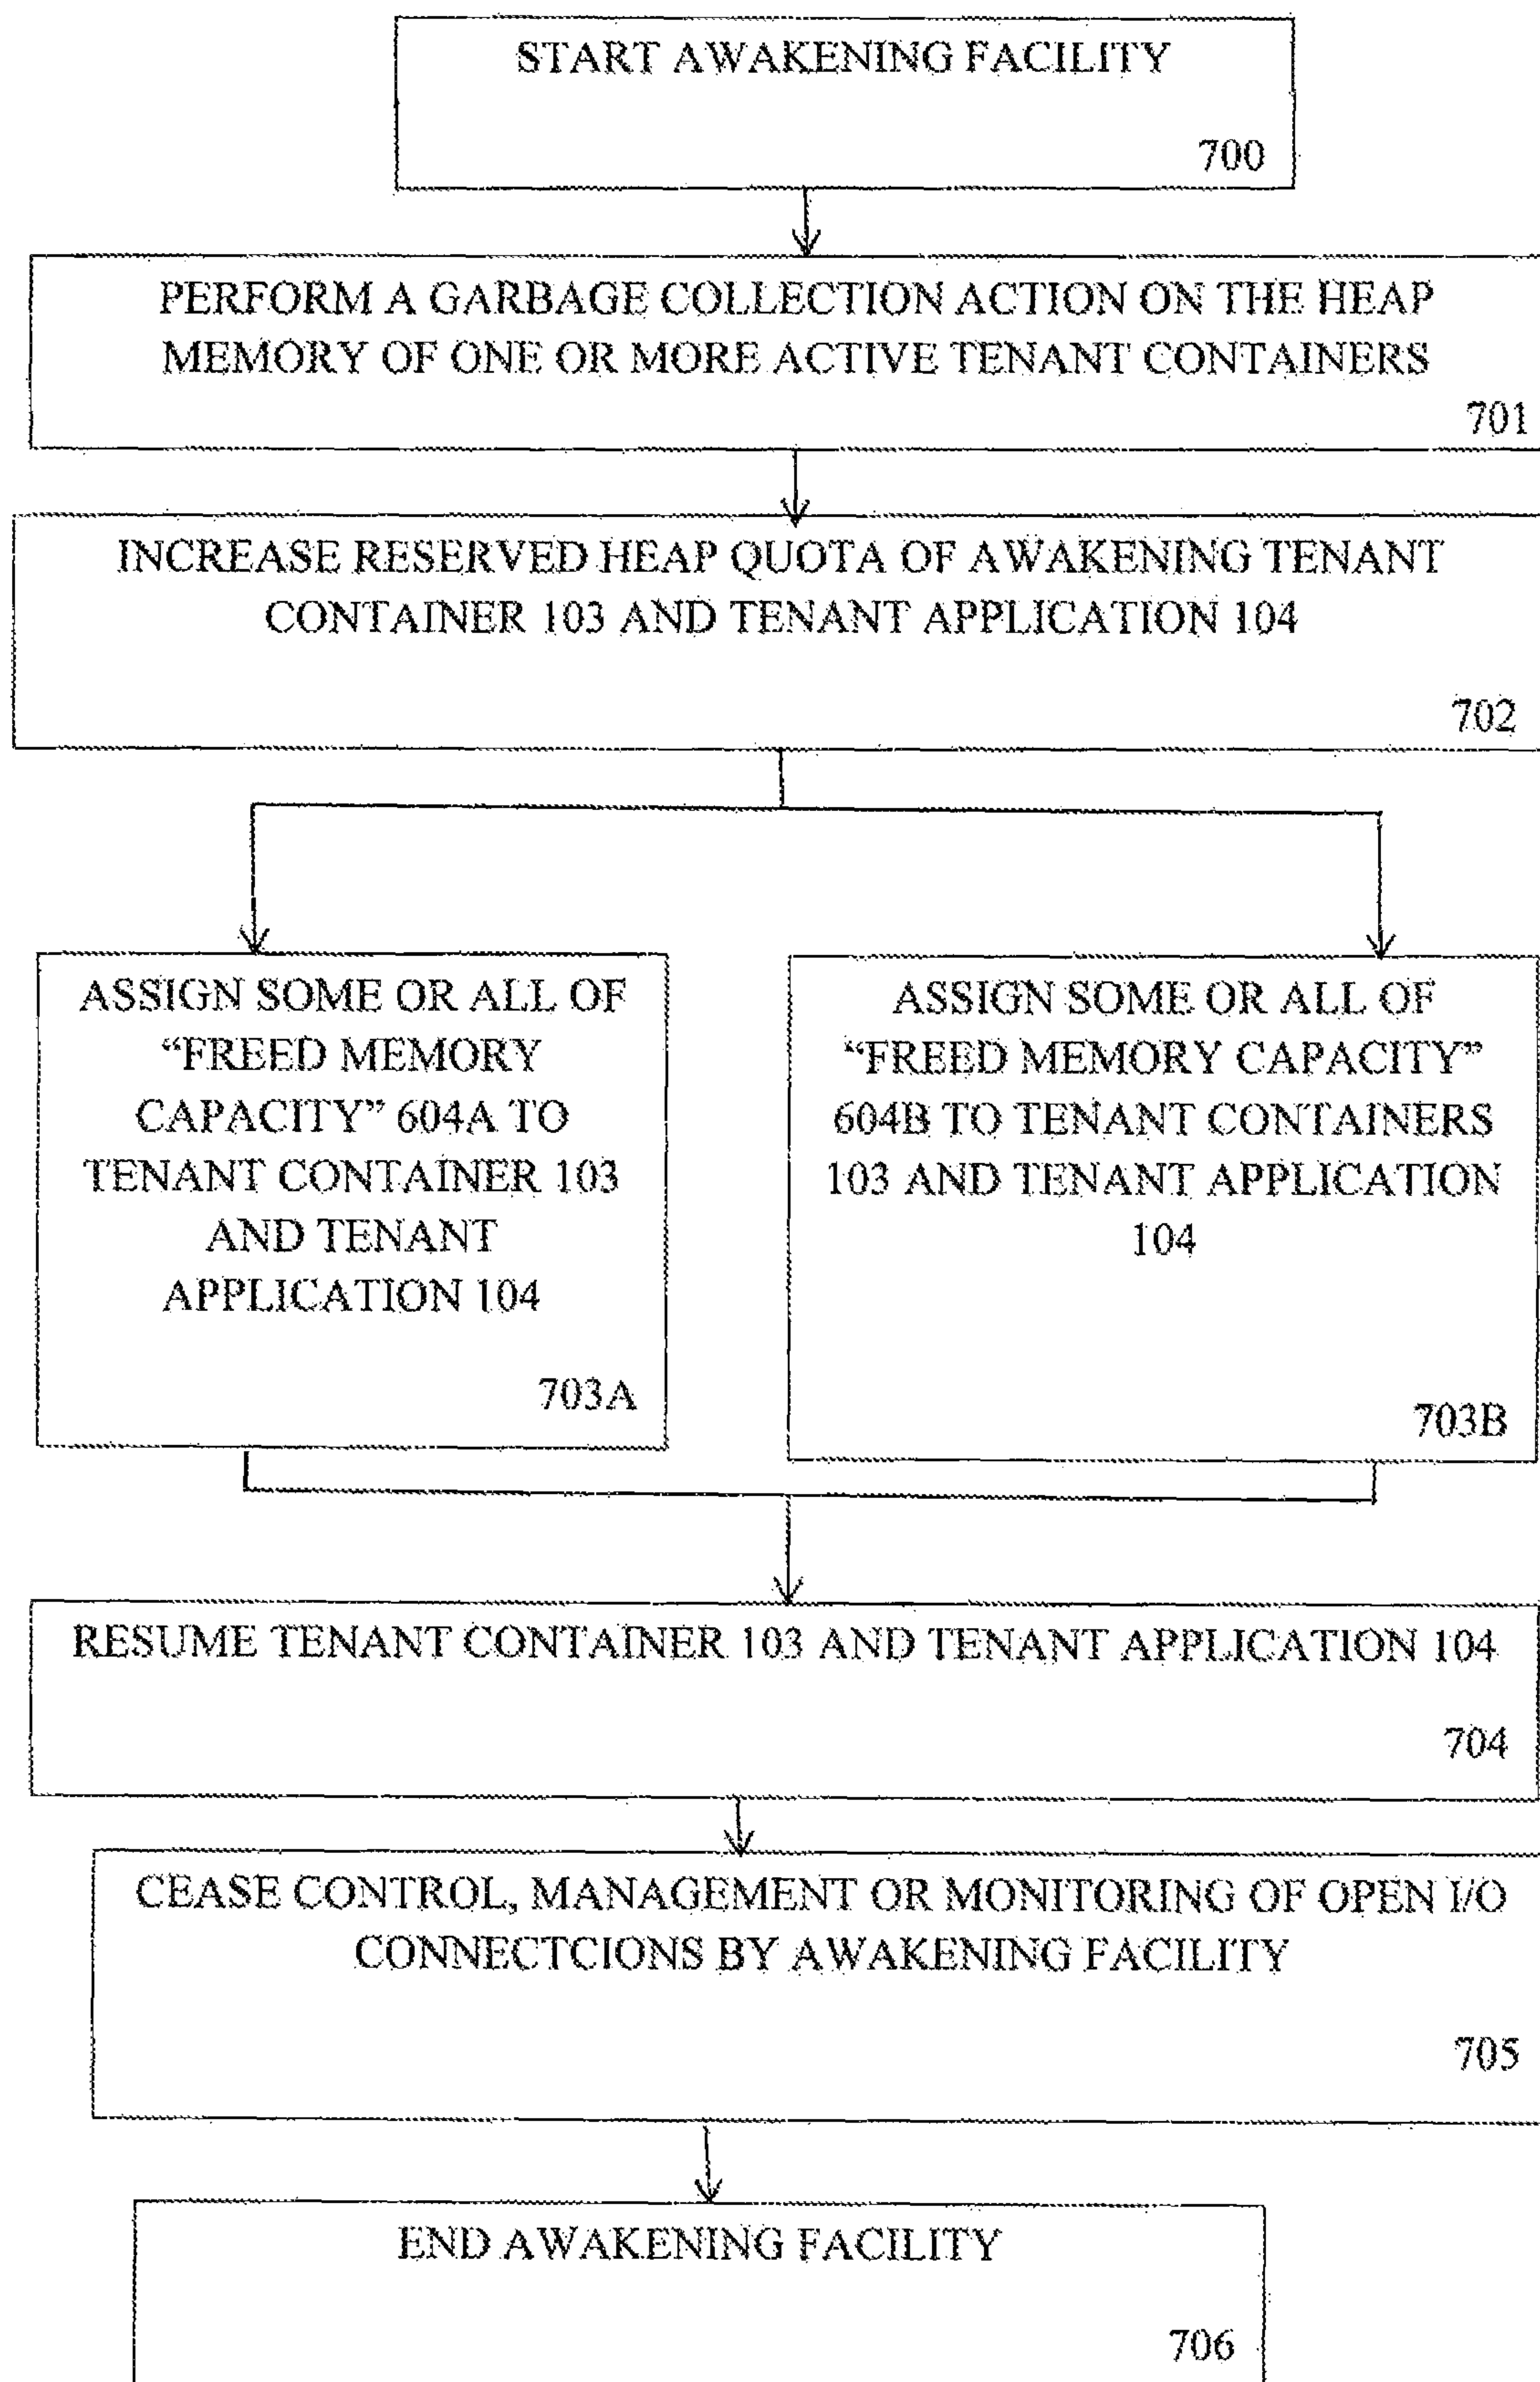 START AWAKENING FACILITY
700
PERFORM A GARBAGE COLLECTION ACTION ON THE HEAP
MEMORY OF ONE OR MORE ACTIVE TENANT CONTAINERS
701
INCREASE RESERVED HEAP QUOTA OF AWAKENING TENANT
CONTAINER 103 AND TENANT APPLICATION 104
702
ASSIGN SOME OR ALL OF
“FREED MEMORY
CAPACITY” 604A TO
TENANT CONTAINER 103
AND TENANT
APPLICATION 104
703A
ASSIGN SOME OR ALL OF
“FREED MEMORY CAPACITY”
604B TO TENANT CONTAINERS
103 AND TENANT APPLICATION
104
703B
RESUME TENANT CONTAINER 103 AND TENANT APPLICATION 104
704
CEASE CONTROL, MANAGEMENT OR MONITORING OF OPEN I/O
CONNECTCIONS BY AWAKENING FACILITY
705
END AWAKENING FACILITY
706